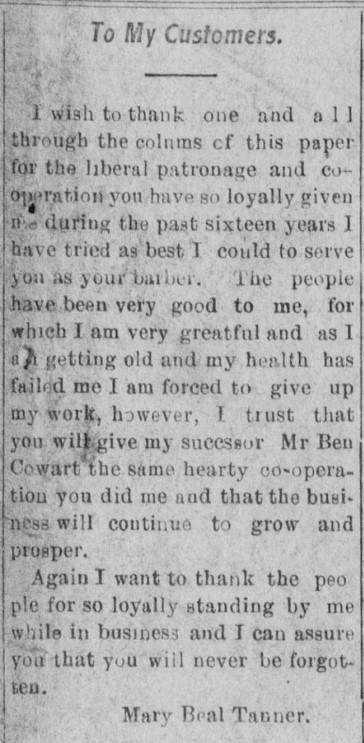 To My Customers.
I wish to thank one and all
through the colums of this paper
for the liberal patronage and co-
operation you have so loyally given
me during the past sixteen years I
have tried as best I could to serve
you as your barber. The people
have been very good to me, for
which I am very greatful and as I
am getting old and my health has
failed me I am forced to give up
my work, however, I trust that
you will give my sucessor Mr Ben
Cowart the same hearty co-opera-
tion you did me and that the busi-
ness will continue to grow and
prosper.
Again I want to thank the peo
ple for so loyally standing by me
while in business and I can assure
you that you will never be forgot-
ten.
Mary Beal Tanner.